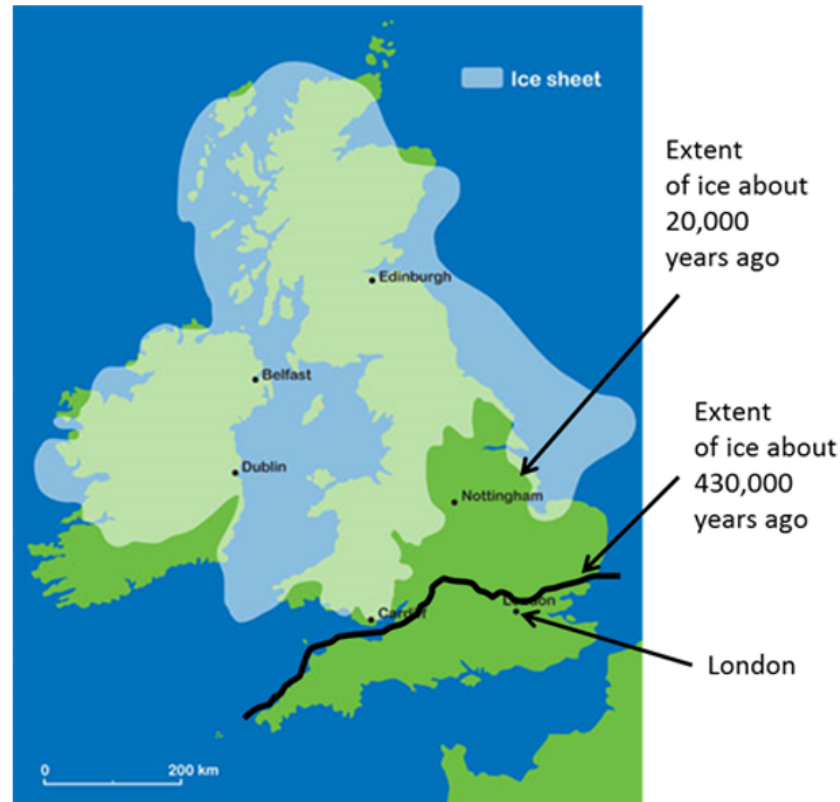 Ice sheet
Extent
of ice about
20,000
years ago
Edinburgh
Belfast
Extent
of ice about
430,000
years ago
Dublin
Nottingham
London
Cardiff
London
0 200 km